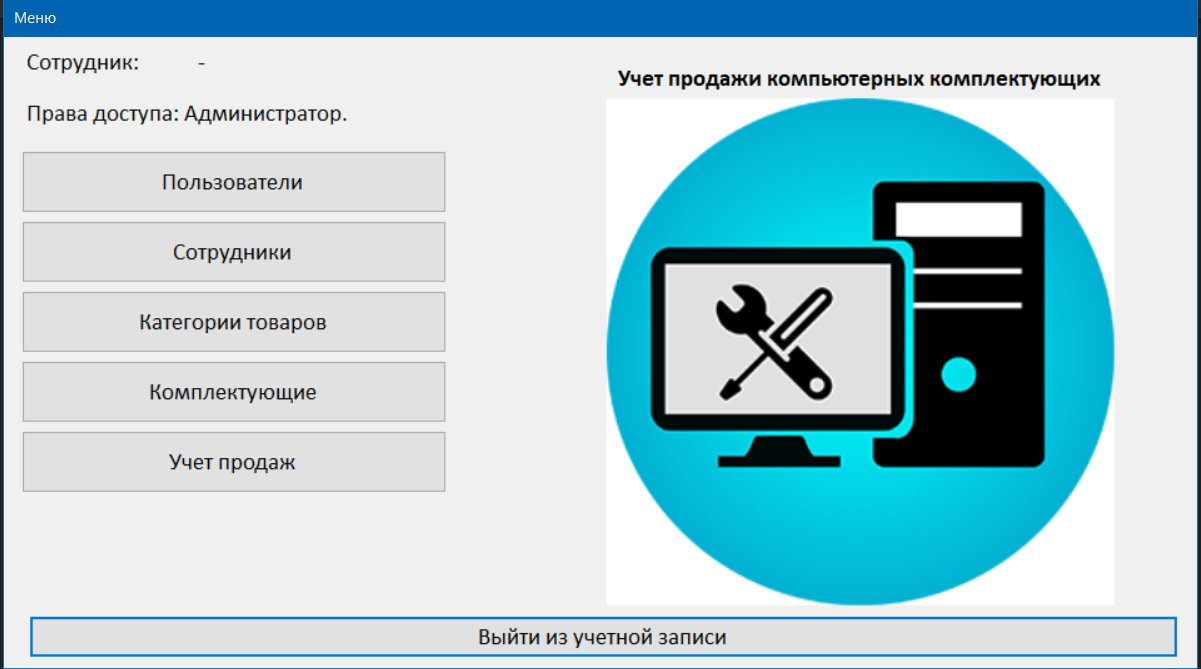 Меню
Сотрудник: -
Права доступа: Администратор.
Пользователи
Сотрудники
Категории товаров
Комплектующие
Учет продаж
Учет продажи компьютерных комплектующих
Выйти из учетной записи